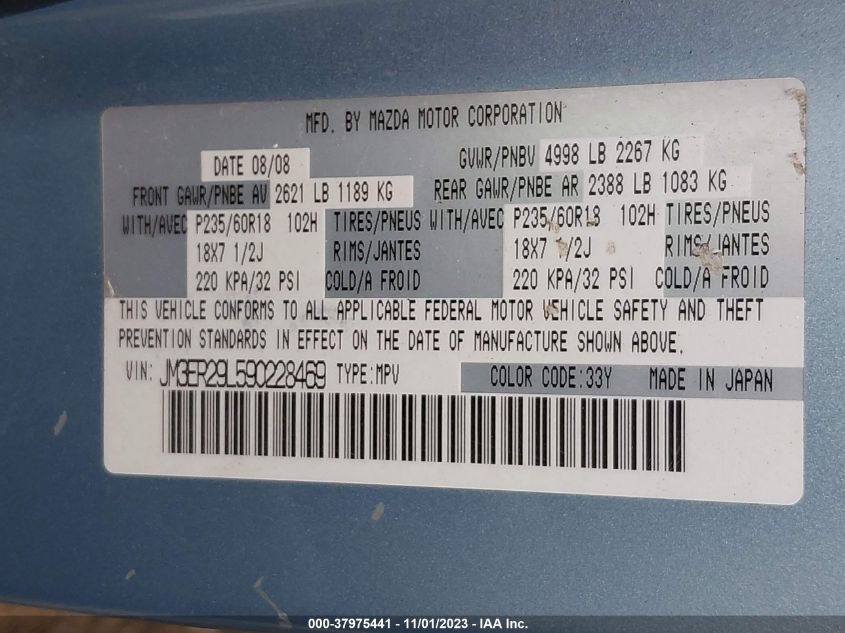 MFD. BY MAZDA MOTOR CORPORATION
DATE 08/08 GVWR/PNBV 4998 LB 2267 KG
FRONT GAWR/PNBE AV 2621 LB 1189 KG REAR GAWR/PNBE AR 2388 LB 1083 KG
WITH/AVEC P235/60R18 102H TIRES/PNEUS WITH/AVEC P235/60R18 102H TIRES/PNEUS
18X7 1/2J RIMS/JANTES 18X7 1/2J RIMS/JANTES
220 KPA/32 PSI COLD/A FROID 220 KPA/32 PSI COLD/A FROID
THIS VEHICLE CONFORMS TO ALL APPLICABLE FEDERAL MOTOR VEHICLE SAFETY AND THEFT
PREVENTION STANDARDS IN EFFECT ON THE DATE OF MANUFACTURE SHOWN ABOVE.
VIN: JM3ER29L590228469 TYPE:MPV COLOR CODE:33Y MADE IN JAPAN
000-37975441 - 11/01/2023 - IAA Inc.